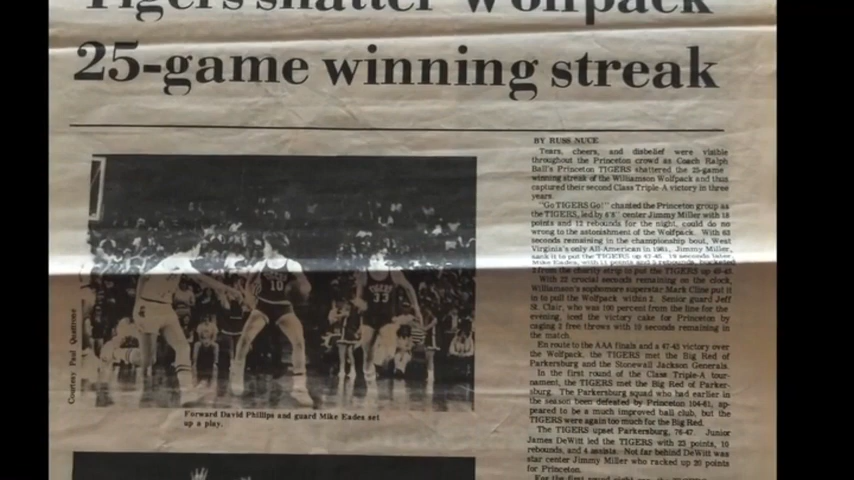 Tigers shatter Wolfpack
25-game winning streak
Courtesy Paul Quattrone
Forward David Phillips and guard Mike Eades set
up a play.
BY RUSS NUCE
Tears, cheers, and disbelief were visible
throughout the Princeton crowd as Coach Ralph
Ball's Princeton TIGERS shattered the 25-game
winning streak of the Williamson Wolfpack and thus
captured their second Class Triple-A victory in three
years.
"Go TIGERS Go!" chanted the Princeton group as
the TIGERS, led by 6'8" center Jimmy Miller with 18
points and 12 rebounds for the night, could do no
wrong to the astonishment of the Wolfpack. With 63
seconds remaining in the championship bout, West
Virginia's only All-American in 1981, Jimmy Miller,
sank it to put the TIGERS up 43-45. 19 seconds later
Mike Eades, with 11 points and 2 rebounds, bucketed
2 from the charity strip to put the TIGERS up
With 22 crucial seconds remaining on the clock,
Williamson's sophomore superstar Mark Cline put it
in to pull the Wolfpack within 2. Senior guard Jeff
St. Clair, who was 100 percent from the line for the
evening, iced the victory cake for Princeton by
caging 2 free throws with 10 seconds remaining in
the match.
En route to the AAA finals and a 47-43 victory over
the Wolfpack, the TIGERS met the Big Red of
Parkersburg and the Stonewall Jackson Generals.
In the first round of the Class Triple-A tour-
nament, the TIGERS met the Big Red of Parker-
sburg. The Parkersburg squad who had earlier in
the season been defeated by Princeton 104-61, ap-
peared to be a much improved ball club, but the
TIGERS were again too much for the Big Red.
The TIGERS upset Parkersburg, 76-67. Junior
James DeWitt led the TIGERS with 23 points, 10
rebounds, and 4 assists. Not far behind DeWitt was
star center Jimmy Miller who racked up 20 points
for Princeton.